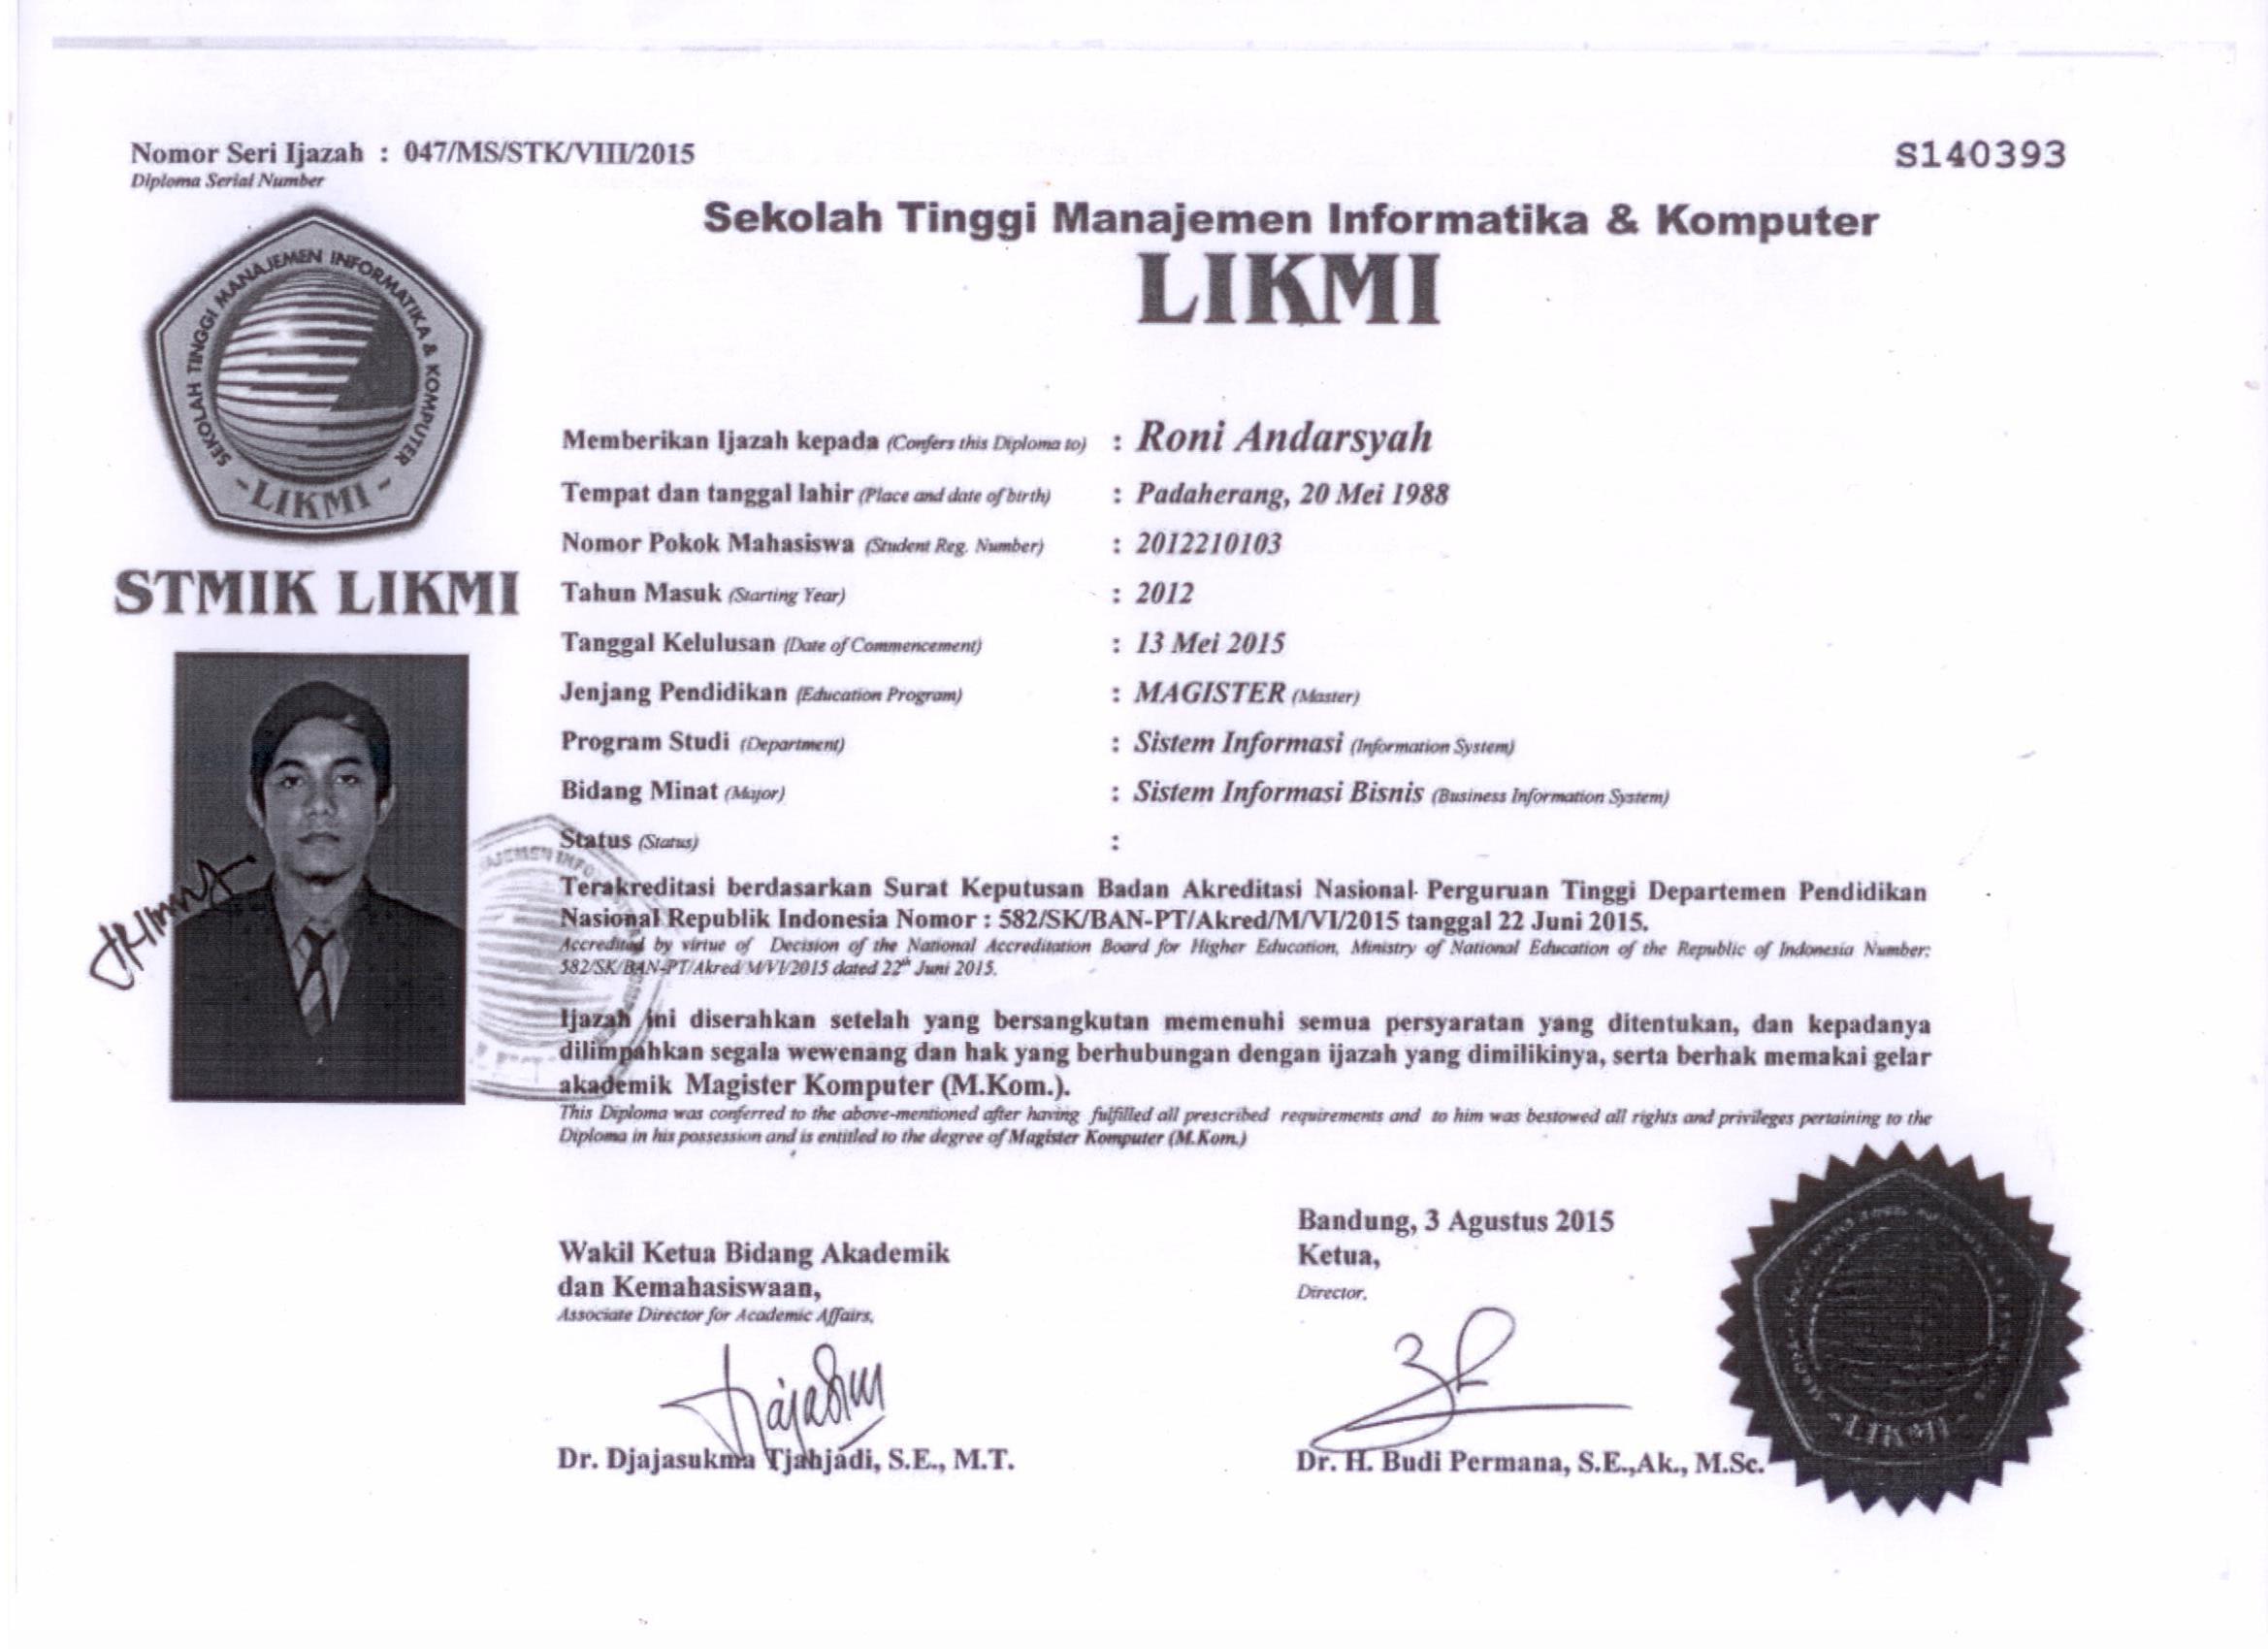 Nomor Seri Ijazah : 047/MS/STK/VIII/2015
Diploma Serial Number
S140393
Sekolah Tinggi Manajemen Informatika & Komputer
LIKMI
SEKOLAH TINGGI MANAJEMEN INFORMATIKA & KOMPUTER
- LIKMI -
STMIK LIKMI
Memberikan Ijazah kepada (Confers this Diploma to) : Roni Andarsyah
Tempat dan tanggal lahir (Place and date of birth) : Padaherang, 20 Mei 1988
Nomor Pokok Mahasiswa (Student Reg. Number) : 2012210103
Tahun Masuk (Starting Year) : 2012
Tanggal Kelulusan (Date of Commencement) : 13 Mei 2015
Jenjang Pendidikan (Education Program) : MAGISTER (Master)
Program Studi (Department) : Sistem Informasi (Information System)
Bidang Minat (Major) : Sistem Informasi Bisnis (Business Information System)
Status (Status) :
Terakreditasi berdasarkan Surat Keputusan Badan Akreditasi Nasional Perguruan Tinggi Departemen Pendidikan
Nasional Republik Indonesia Nomor : 582/SK/BAN-PT/Akred/M/VI/2015 tanggal 22 Juni 2015.
Accredited by virtue of Decision of the National Accreditation Board for Higher Education, Ministry of National Education of the Republic of Indonesia Number:
582/SK/BAN-PT/Akred/M/VI/2015 dated 22th Juni 2015.
Ijazah ini diserahkan setelah yang bersangkutan memenuhi semua persyaratan yang ditentukan, dan kepadanya
dilimpahkan segala wewenang dan hak yang berhubungan dengan ijazah yang dimilikinya, serta berhak memakai gelar
akademik Magister Komputer (M.Kom.).
This Diploma was conferred to the above-mentioned after having fulfilled all prescribed requirements and to him was bestowed all rights and privileges pertaining to the
Diploma in his possession and is entitled to the degree of Magister Komputer (M.Kom.)
Bandung, 3 Agustus 2015
Wakil Ketua Bidang Akademik
dan Kemahasiswaan,
Associate Director for Academic Affairs,
Ketua,
Director,
Dr. Djajasukma Tjahjadi, S.E., M.T.
Dr. H. Budi Permana, S.E.,Ak., M.Sc.
- LIKMI -